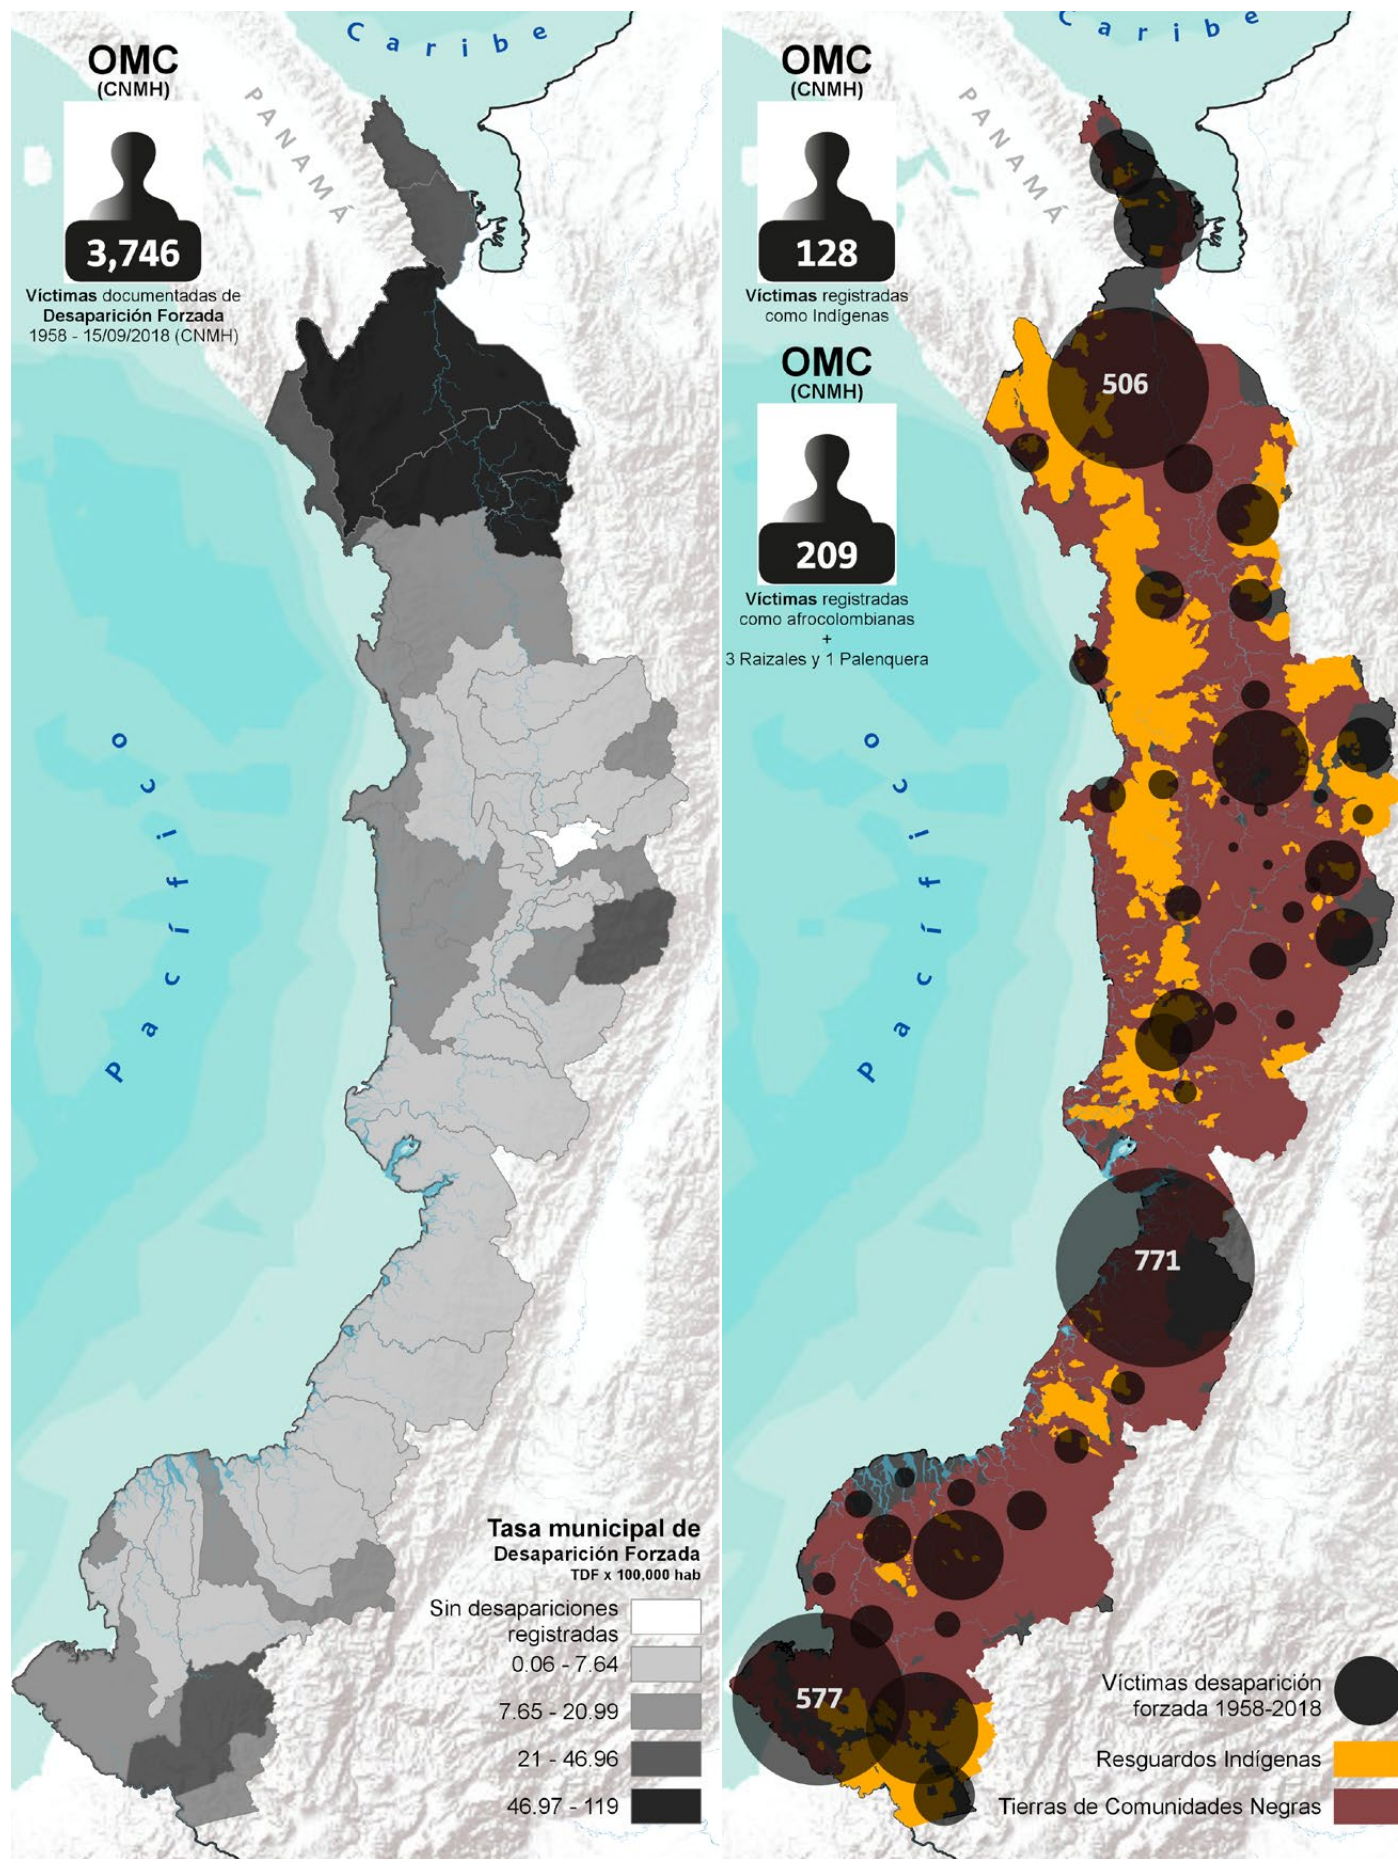 Caribe
OMC
(CNMH)
3,746
Víctimas documentadas de
Desaparición Forzada
1958 - 15/09/2018 (CNMH)
PANAMÁ
Pacífico
Tasa municipal de
Desaparición Forzada
TDF x 100,000 hab
Sin desapariciones
registradas
0.06 - 7.64
7.65 - 20.99
21 - 46.96
46.97 - 119
Caribe
OMC
(CNMH)
128
Víctimas registradas
como Indígenas
PANAMÁ
OMC
(CNMH)
209
Víctimas registradas
como afrocolombianas
+
3 Raizales y 1 Palenquera
506
Pacífico
771
577
Víctimas desaparición
forzada 1958-2018
Resguardos Indígenas
Tierras de Comunidades Negras